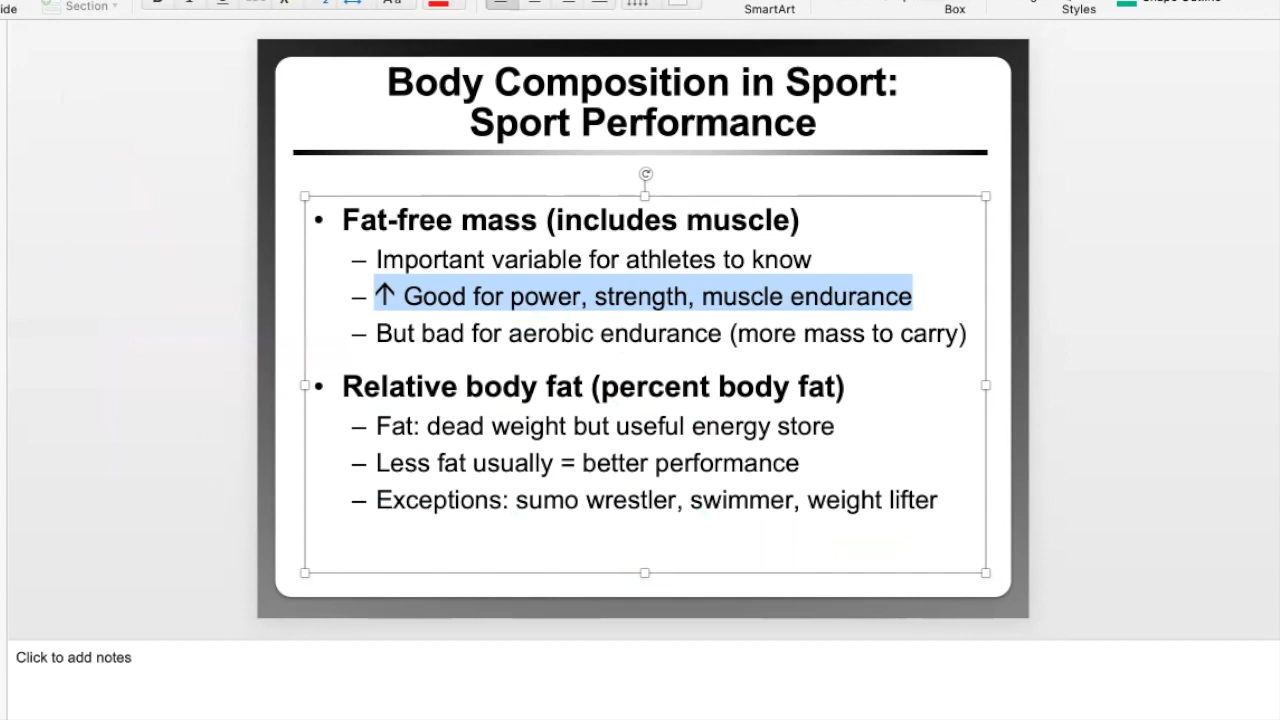 ide
Section
SmartArt
Box
Styles
Body Composition in Sport:
Sport Performance
• Fat-free mass (includes muscle)
– Important variable for athletes to know
– ↑ Good for power, strength, muscle endurance
– But bad for aerobic endurance (more mass to carry)
• Relative body fat (percent body fat)
– Fat: dead weight but useful energy store
– Less fat usually = better performance
– Exceptions: sumo wrestler, swimmer, weight lifter
Click to add notes